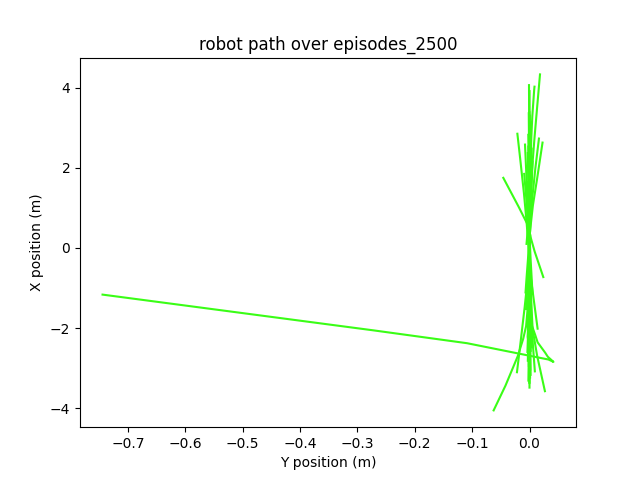 robot path over episodes_2500
X position (m)
4
2
0
−2
−4
−0.7 −0.6 −0.5 −0.4 −0.3 −0.2 −0.1 0.0
Y position (m)